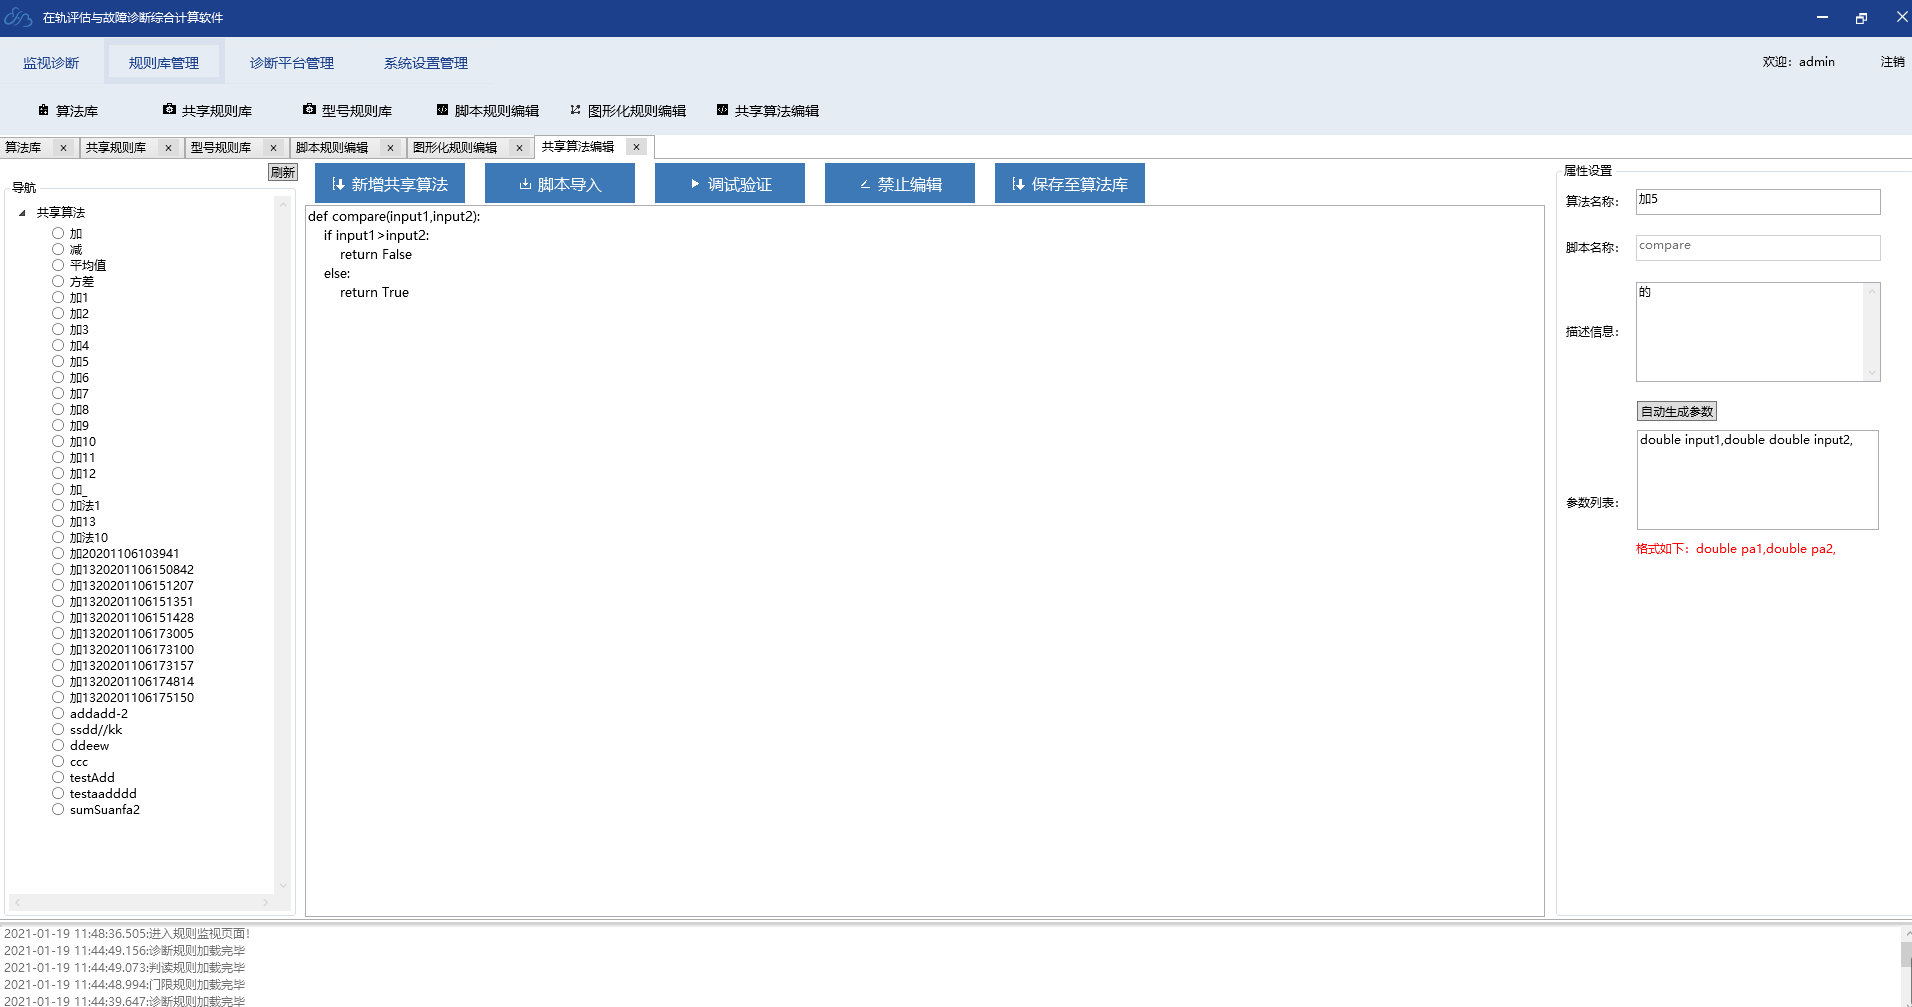 在轨评估与故障诊断综合计算软件
监视诊断 规则库管理 诊断平台管理 系统设置管理 欢迎：admin 注销
算法库 共享规则库 型号规则库 脚本规则编辑 图形化规则编辑 共享算法编辑
算法库 x 共享规则库 x 型号规则库 x 脚本规则编辑 x 图形化规则编辑 x 共享算法编辑 x
刷新
导航
共享算法
加
减
平均值
方差
加1
加2
加3
加4
加5
加6
加7
加8
加9
加10
加11
加12
加_
加法1
加13
加法10
加20201106103941
加1320201106150842
加1320201106151207
加1320201106151351
加1320201106151428
加1320201106173005
加1320201106173100
加1320201106173157
加1320201106174814
加1320201106175150
addadd-2
ssdd//kk
ddeew
ccc
testAdd
testaadddd
sumSuanfa2
新增共享算法 脚本导入 调试验证 禁止编辑 保存至算法库
def compare(input1,input2):
if input1>input2:
return False
else:
return True
属性设置
算法名称： 加5
脚本名称： compare
描述信息： 的
自动生成参数
参数列表： double input1,double double input2,
格式如下：double pa1,double pa2,
2021-01-19 11:48:36.505:进入规则监视页面!
2021-01-19 11:44:49.156:诊断规则加载完毕
2021-01-19 11:44:49.073:判读规则加载完毕
2021-01-19 11:44:48.994:门限规则加载完毕
2021-01-19 11:44:39.647:诊断规则加载完毕